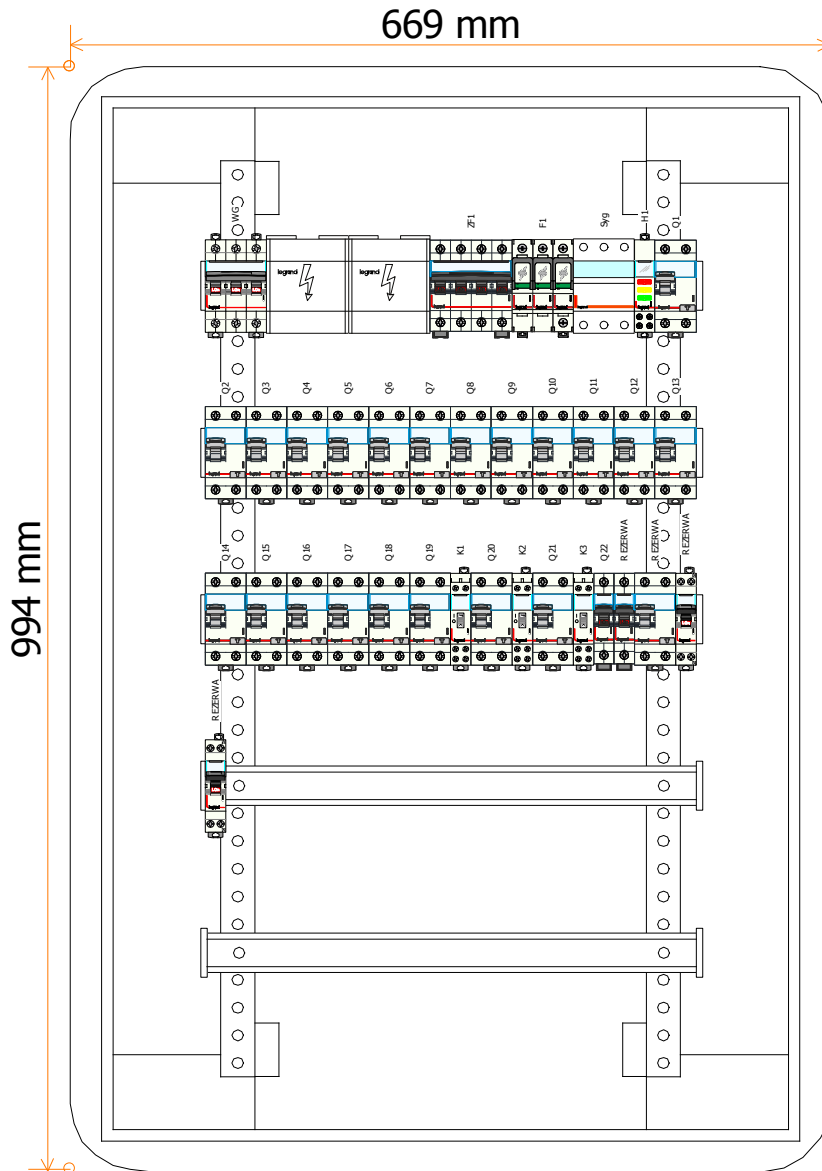 669 mm
994 mm
WG ZF1 F1 Syg H1 Q1
legrand legrand
Q2 Q3 Q4 Q5 Q6 Q7 Q8 Q9 Q10 Q11 Q12 Q13
Q14 Q15 Q16 Q17 Q18 Q19 K1 Q20 K2 Q21 K3 Q22 REZERWA REZERWA REZERWA
REZERWA